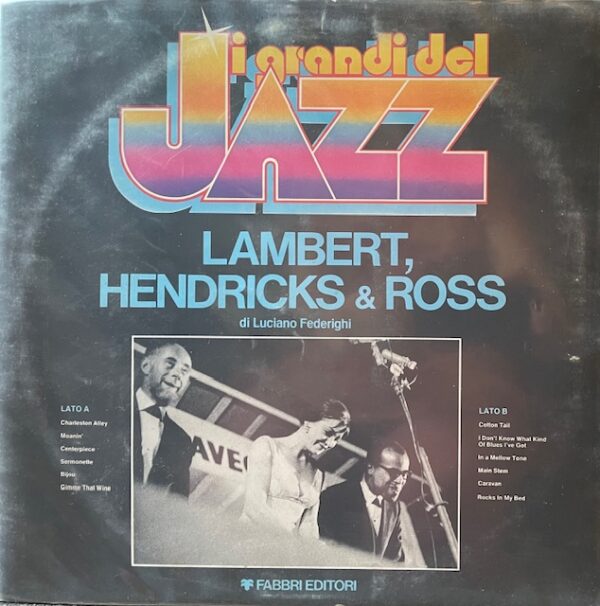 i grandi del
JAZZ
LAMBERT,
HENDRICKS & ROSS
di Luciano Federighi
LATO A
Charleston Alley
Moanin'
Centerpiece
Sermonette
Bijou
Gimme That Wine
AVEC
LATO B
Cotton Tail
I Don't Know What Kind
Of Blues I've Got
In a Mellow Tone
Main Stem
Caravan
Rocks In My Bed
FABBRI EDITORI